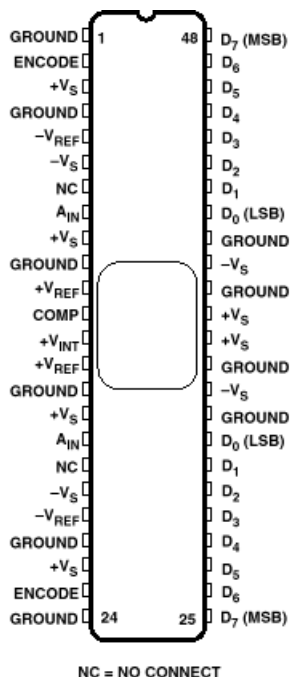 GROUND 1 48 D7 (MSB)
ENCODE D6
+VS D5
GROUND D4
−VREF D3
−VS D2
NC D1
AIN D0 (LSB)
+VS GROUND
GROUND −VS
+VREF GROUND
COMP +VS
+VINT +VS
+VREF GROUND
GROUND −VS
+VS GROUND
AIN D0 (LSB)
NC D1
−VS D2
−VREF D3
GROUND D4
+VS D5
ENCODE D6
GROUND 24 25 D7 (MSB)
NC = NO CONNECT